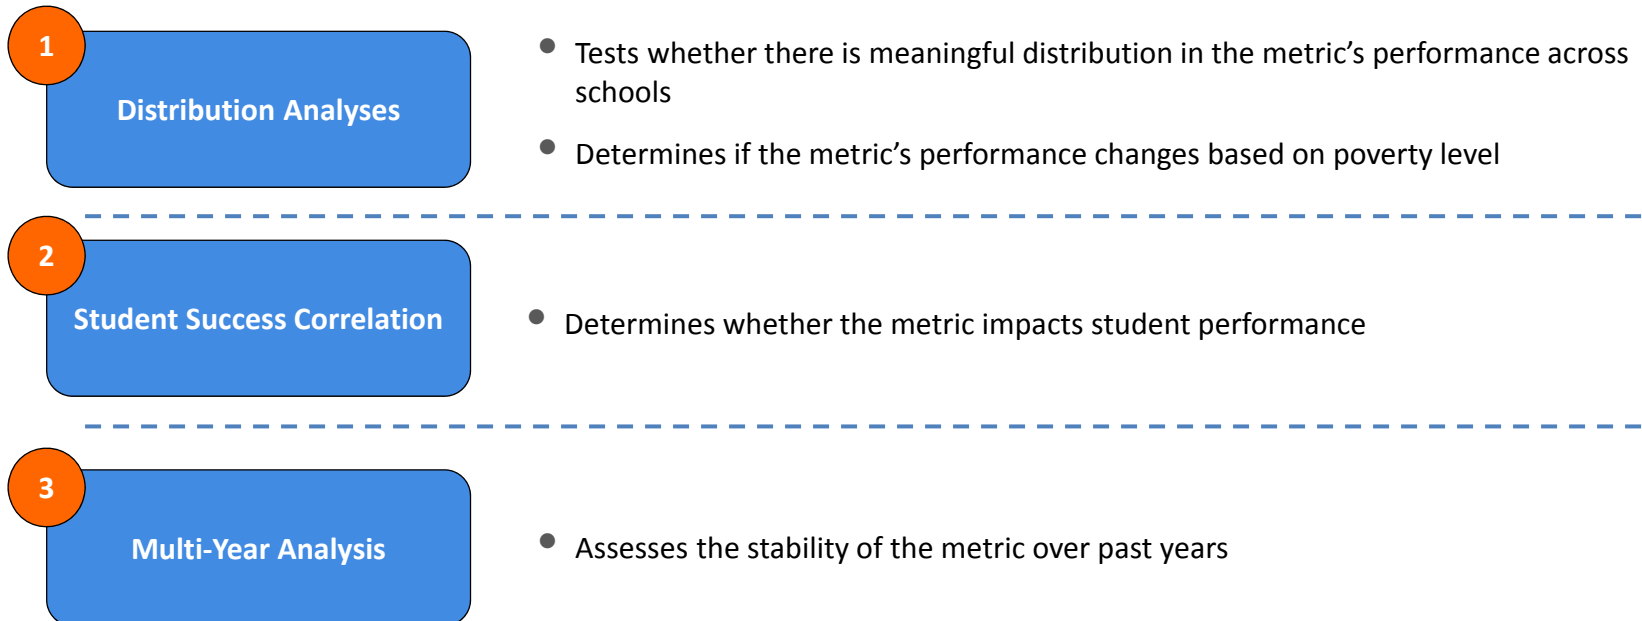 1
Distribution Analyses
• Tests whether there is meaningful distribution in the metric’s performance across
schools
• Determines if the metric’s performance changes based on poverty level
2
Student Success Correlation
• Determines whether the metric impacts student performance
3
Multi-Year Analysis
• Assesses the stability of the metric over past years